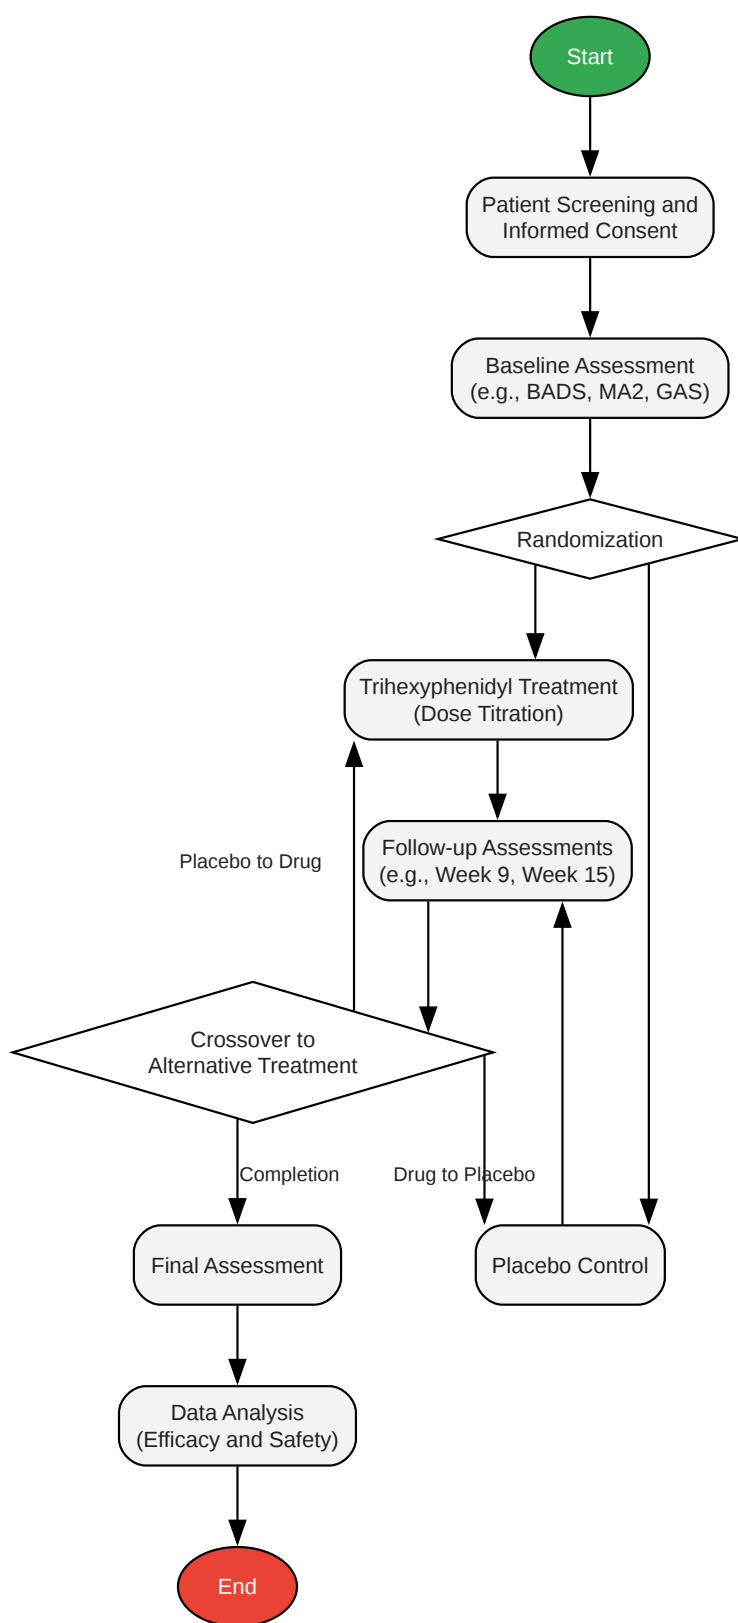 Start
Patient Screening and
Informed Consent
Baseline Assessment
(e.g., BADS, MA2, GAS)
Randomization
Trihexyphenidyl Treatment
(Dose Titration)
Placebo to Drug
Follow-up Assessments
(e.g., Week 9, Week 15)
Crossover to
Alternative Treatment
Completion
Drug to Placebo
Final Assessment
Placebo Control
Data Analysis
(Efficacy and Safety)
End